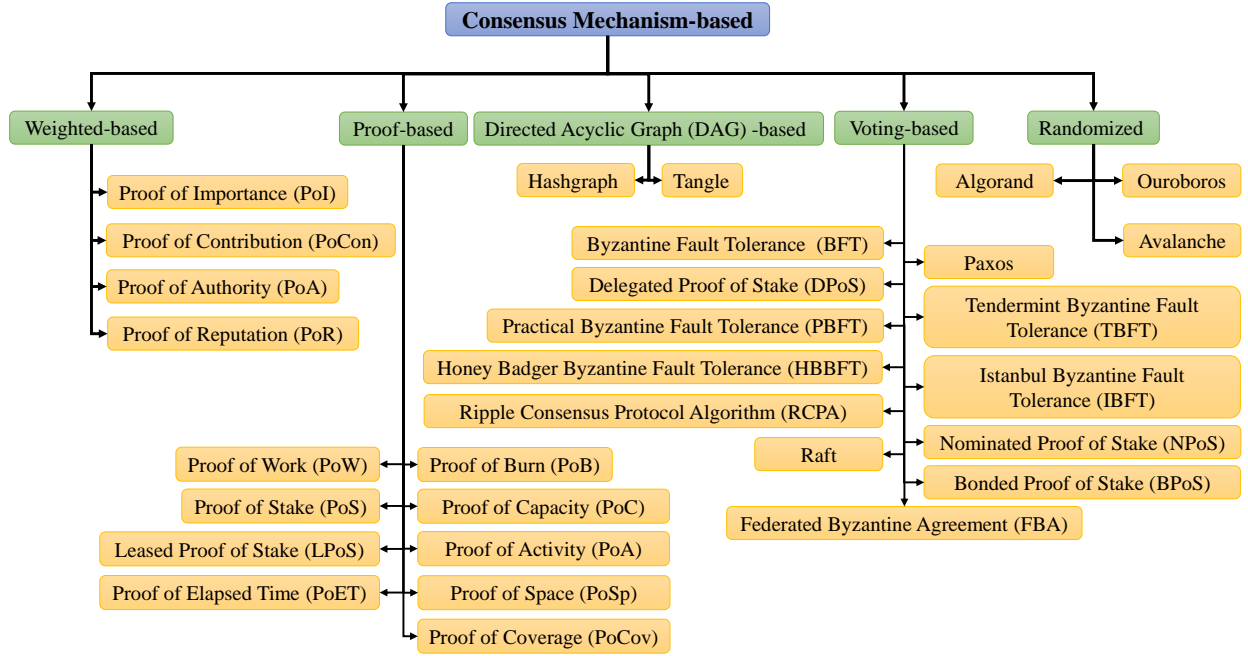 Consensus Mechanism-based
Weighted-based
Proof-based
Directed Acyclic Graph (DAG) -based
Voting-based
Randomized
Proof of Importance (PoI)
Proof of Contribution (PoCon)
Proof of Authority (PoA)
Proof of Reputation (PoR)
Proof of Work (PoW)
Proof of Burn (PoB)
Proof of Stake (PoS)
Proof of Capacity (PoC)
Leased Proof of Stake (LPoS)
Proof of Activity (PoA)
Proof of Elapsed Time (PoET)
Proof of Space (PoSp)
Proof of Coverage (PoCov)
Hashgraph
Tangle
Byzantine Fault Tolerance (BFT)
Paxos
Delegated Proof of Stake (DPoS)
Tendermint Byzantine Fault
Tolerance (TBFT)
Practical Byzantine Fault Tolerance (PBFT)
Honey Badger Byzantine Fault Tolerance (HBBFT)
Istanbul Byzantine Fault
Tolerance (IBFT)
Ripple Consensus Protocol Algorithm (RCPA)
Nominated Proof of Stake (NPoS)
Raft
Bonded Proof of Stake (BPoS)
Federated Byzantine Agreement (FBA)
Algorand
Ouroboros
Avalanche